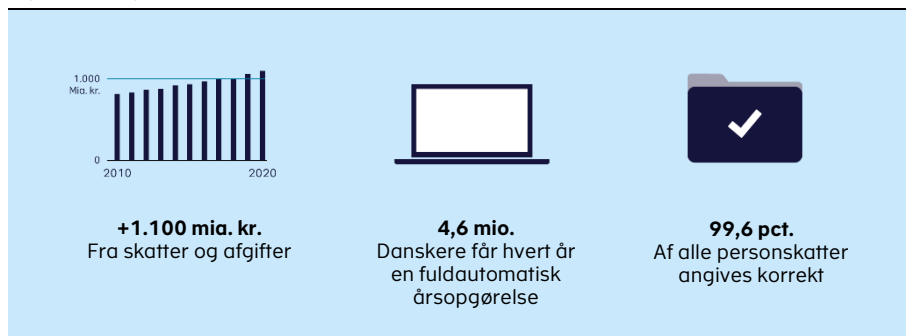 1.000
Mia. kr.
0
2010
2020
+1.100 mia. kr.
Fra skatter og afgifter
4,6 mio.
Danskere får hvert år
en fuldautomatisk
årsopgørelse
99,6 pct.
Af alle personskatter
angives korrekt